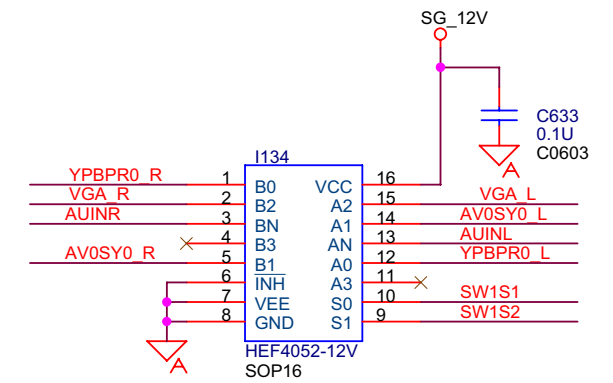 SG_12V
C633
0.1U
C0603
A
I134
YPBPR0_R 1 B0 VCC 16
VGA_R 2 B2 A2 15 VGA_L
AUINR 3 BN A1 14 AV0SY0_L
4 B3 AN 13 AUINL
AV0SY0_R 5 B1 A0 12 YPBPR0_L
6 INH A3 11
7 VEE S0 10 SW1S1
8 GND S1 9 SW1S2
A
HEF4052-12V
SOP16